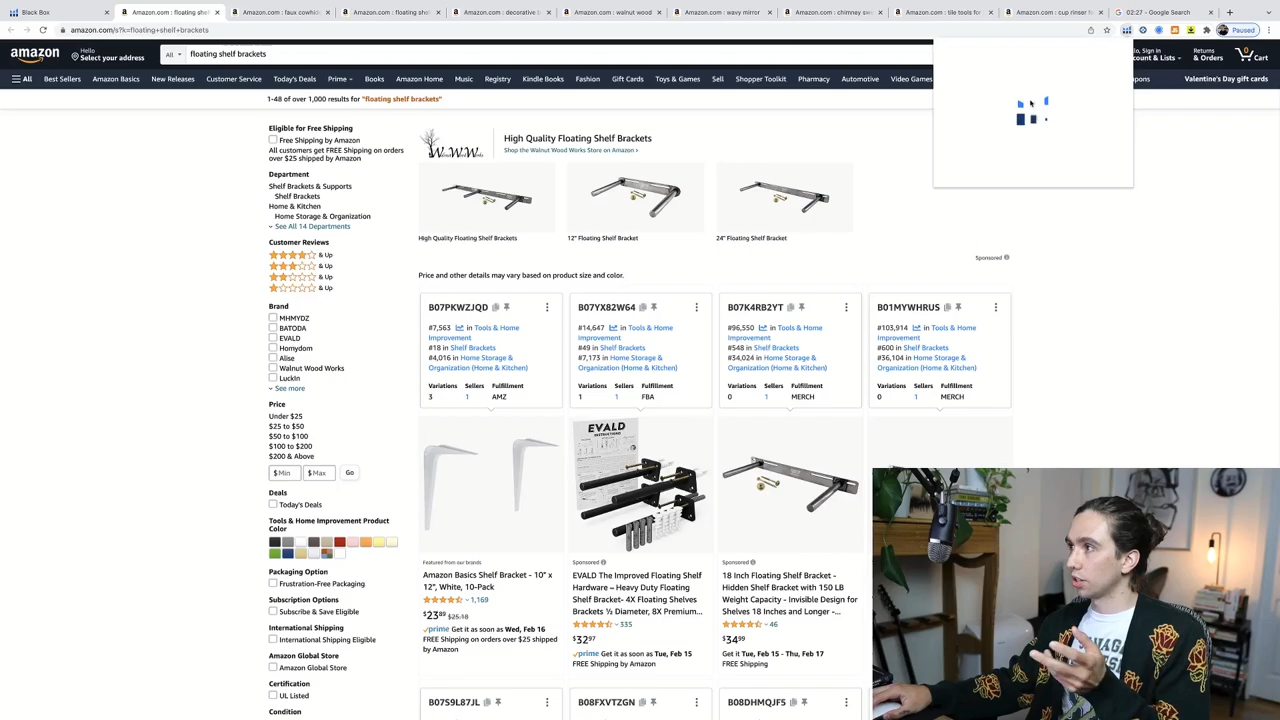 Black Box
Amazon.com : floating shelf
Amazon.com : faux cowhid
Amazon.com : floating shelf
Amazon.com : decorative b
Amazon.com : walnut wood
Amazon.com : wavy mirror
Amazon.com : chimney swe
Amazon.com : tile tools for
Amazon.com : cup rinser fo
02:27 - Google Search
amazon.com/s?k=floating+shelf+brackets
Paused
amazon
Hello
Select your address
All
floating shelf brackets
lo, Sign in
count & Lists
Returns
& Orders
0
Cart
All
Best Sellers
Amazon Basics
New Releases
Customer Service
Today's Deals
Prime
Books
Amazon Home
Music
Registry
Kindle Books
Fashion
Gift Cards
Toys & Games
Sell
Shopper Toolkit
Pharmacy
Automotive
Video Games
oupons
Valentine's Day gift cards
1-48 of over 1,000 results for "floating shelf brackets"
Eligible for Free Shipping
Free Shipping by Amazon
All customers get FREE Shipping on orders
over $25 shipped by Amazon
Department
Shelf Brackets & Supports
Shelf Brackets
Home & Kitchen
Home Storage & Organization
See All 14 Departments
Customer Reviews
& Up
& Up
& Up
& Up
Brand
MHMYDZ
BATODA
EVALD
Homydom
Alise
Walnut Wood Works
LuckIn
See more
Price
Under $25
$25 to $50
$50 to $100
$100 to $200
$200 & Above
$ Min
$ Max
Go
Deals
Today's Deals
Tools & Home Improvement Product
Color
Packaging Option
Frustration-Free Packaging
Subscription Options
Subscribe & Save Eligible
International Shipping
International Shipping Eligible
Amazon Global Store
Amazon Global Store
Certification
UL Listed
Condition
Walnut Wood Works
High Quality Floating Shelf Brackets
Shop the Walnut Wood Works Store on Amazon ›
High Quality Floating Shelf Brackets
12" Floating Shelf Bracket
24" Floating Shelf Bracket
Sponsored
Price and other details may vary based on product size and color.
B07PKWZJQD
#7,563 in Tools & Home
Improvement
#18 in Shelf Brackets
#4,016 in Home Storage &
Organization (Home & Kitchen)
Variations Sellers Fulfillment
3 1 AMZ
B07YX82W64
#14,647 in Tools & Home
Improvement
#49 in Shelf Brackets
#7,173 in Home Storage &
Organization (Home & Kitchen)
Variations Sellers Fulfillment
1 1 FBA
B07K4RB2YT
#96,550 in Tools & Home
Improvement
#548 in Shelf Brackets
#34,024 in Home Storage &
Organization (Home & Kitchen)
Variations Sellers Fulfillment
0 1 MERCH
B01MYWHRUS
#103,914 in Tools & Home
Improvement
#600 in Shelf Brackets
#36,104 in Home Storage &
Organization (Home & Kitchen)
Variations Sellers Fulfillment
0 1 MERCH
Featured from our brands
Amazon Basics Shelf Bracket - 10" x
12", White, 10-Pack
1,169
$23.89 $25.18
prime Get it as soon as Wed, Feb 16
FREE Shipping on orders over $25 shipped
by Amazon
EVALD
INSTRUCTIONS
Sponsored
EVALD The Improved Floating Shelf
Hardware – Heavy Duty Floating
Shelf Brackets- 4X Floating Shelves
Brackets ½ Diameter, 8X Premium...
335
$32.97
prime Get it as soon as Tue, Feb 15
FREE Shipping by Amazon
Sponsored
18 Inch Floating Shelf Bracket -
Hidden Shelf Bracket with 150 LB
Weight Capacity - Invisible Design for
Shelves 18 Inches and Longer -...
46
$34.99
Get it Tue, Feb 15 - Thu, Feb 17
FREE Shipping
B07S9L87JL
B08FXVTZGN
B08DHMQJF5